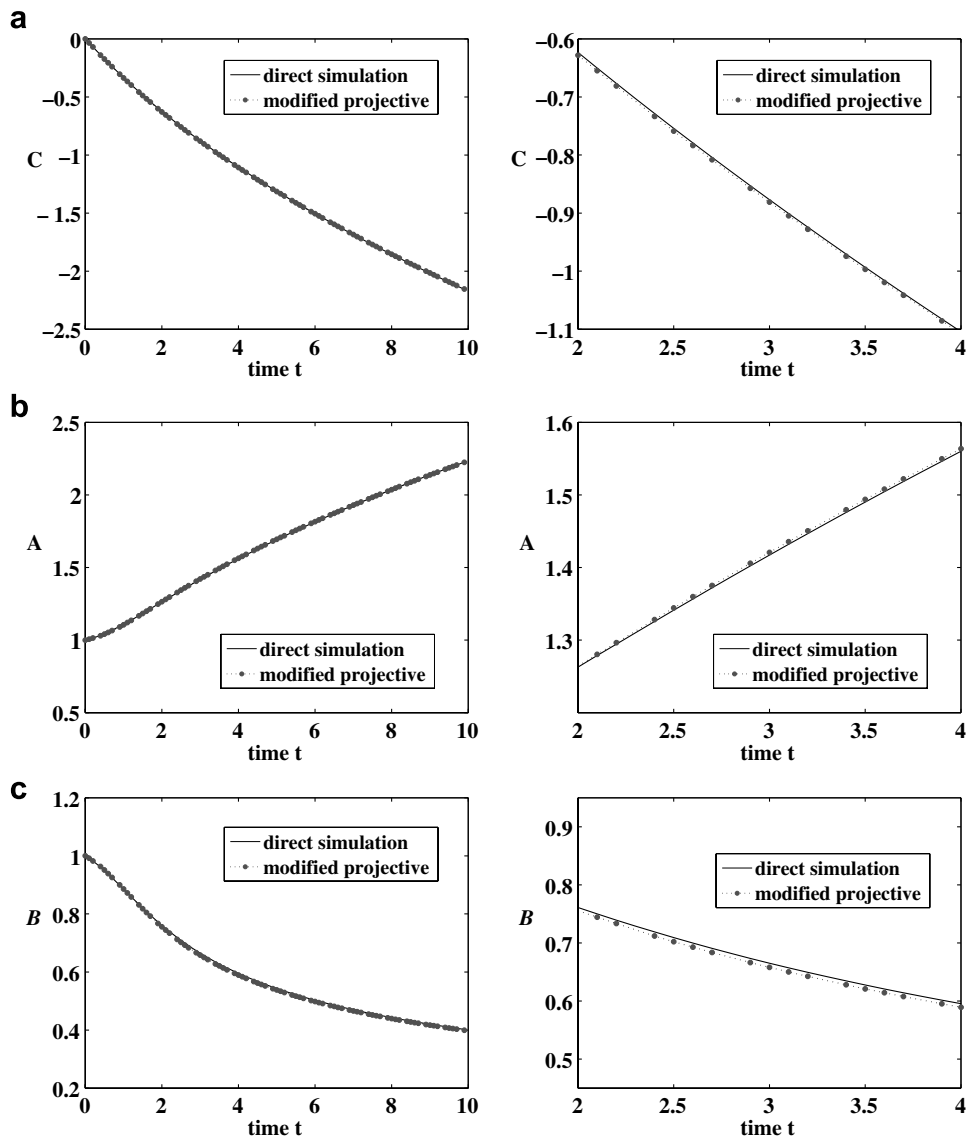 a
0
−0.5
−1
−1.5
−2
−2.5
C
direct simulation
modified projective
0 2 4 6 8 10
time t
−0.6
−0.7
−0.8
−0.9
−1
−1.1
C
direct simulation
modified projective
2 2.5 3 3.5 4
time t
b
2.5
2
1.5
1
0.5
A
direct simulation
modified projective
0 2 4 6 8 10
time t
1.6
1.5
1.4
1.3
A
direct simulation
modified projective
2 2.5 3 3.5 4
time t
c
1.2
1
0.8
0.6
0.4
0.2
B
direct simulation
modified projective
0 2 4 6 8 10
time t
0.9
0.8
0.7
0.6
0.5
B
direct simulation
modified projective
2 2.5 3 3.5 4
time t